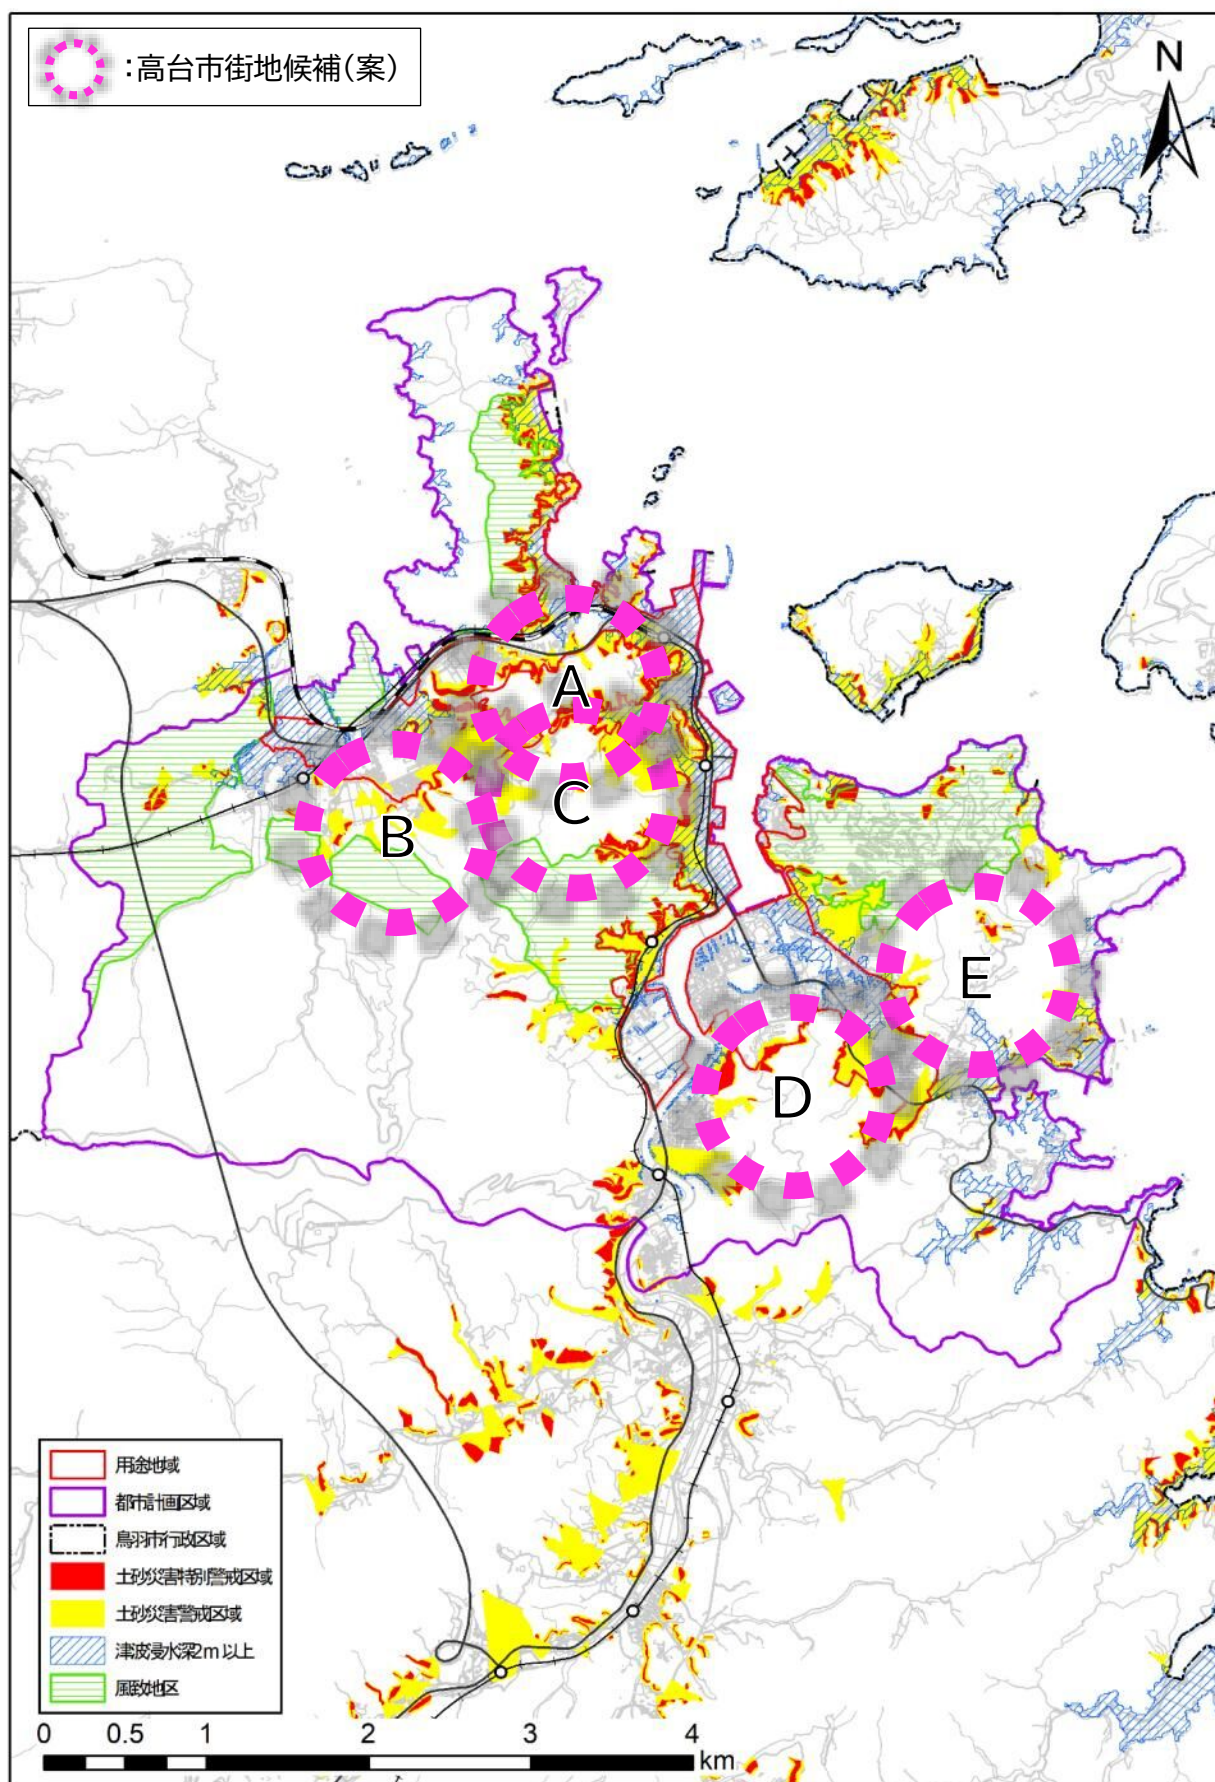 ：高台市街地候補（案）
N
A
C
B
E
D
用途地域
都市計画区域
鳥羽市行政区域
土砂災害特別警戒区域
土砂災害警戒区域
津波浸水深2m以上
風致地区
0 0.5 1 2 3 4 km